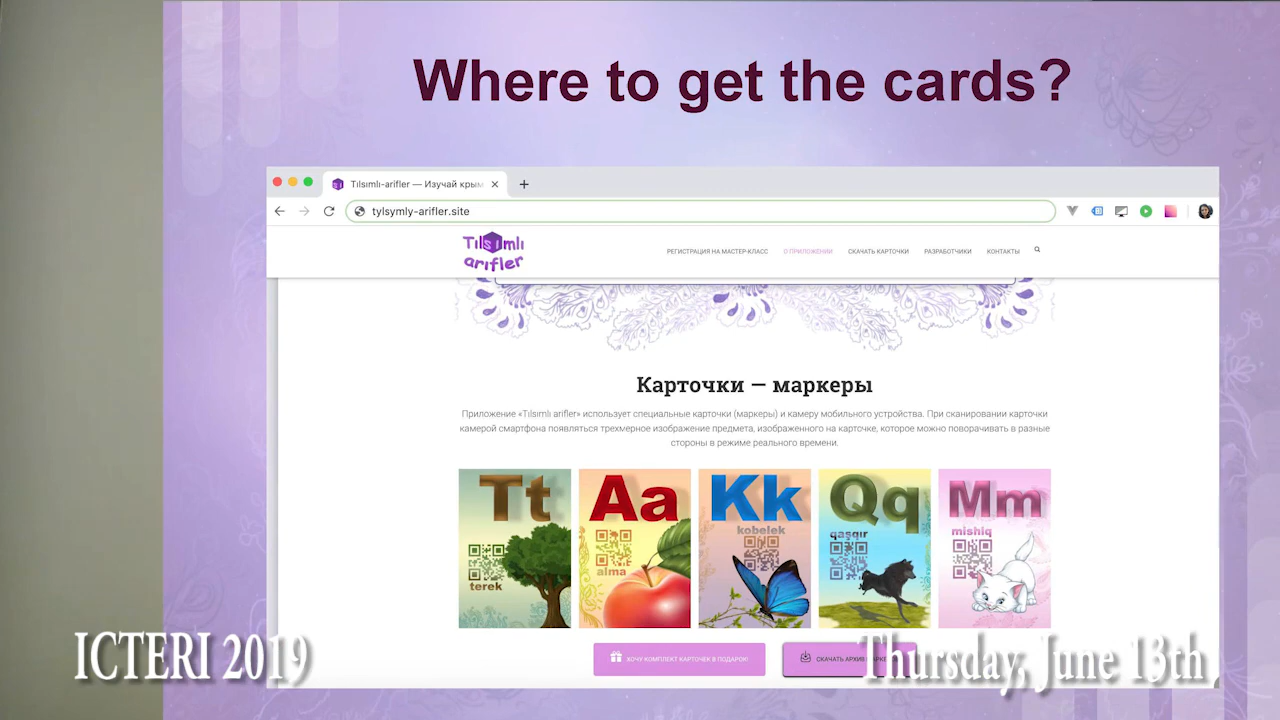 Where to get the cards?
Tılsımlı-arifler — Изучай крым
tylsymly-arifler.site
Tılsımlı
arifler
РЕГИСТРАЦИЯ НА МАСТЕР-КЛАСС
О ПРИЛОЖЕНИИ
СКАЧАТЬ КАРТОЧКИ
РАЗРАБОТЧИКИ
КОНТАКТЫ
Карточки — маркеры
Приложение «Tılsımlı arifler» использует специальные карточки (маркеры) и камеру мобильного устройства. При сканировании карточки
камерой смартфона появляться трехмерное изображение предмета, изображенного на карточке, которое можно поворачивать в разные
стороны в режиме реального времени.
Tt
terek
Aa
alma
Kk
kobelek
Qq
qaşqır
Mm
mishiq
ХОЧУ КОМПЛЕКТ КАРТОЧЕК В ПОДАРОК!
СКАЧАТЬ АРХИВ
ICTERI 2019
Thursday, June 13th